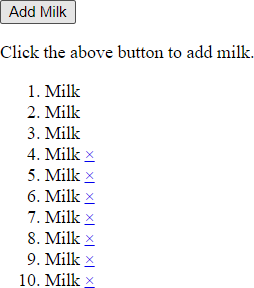 Add Milk
Click the above button to add milk.
1. Milk
2. Milk
3. Milk
4. Milk ×
5. Milk ×
6. Milk ×
7. Milk ×
8. Milk ×
9. Milk ×
10. Milk ×